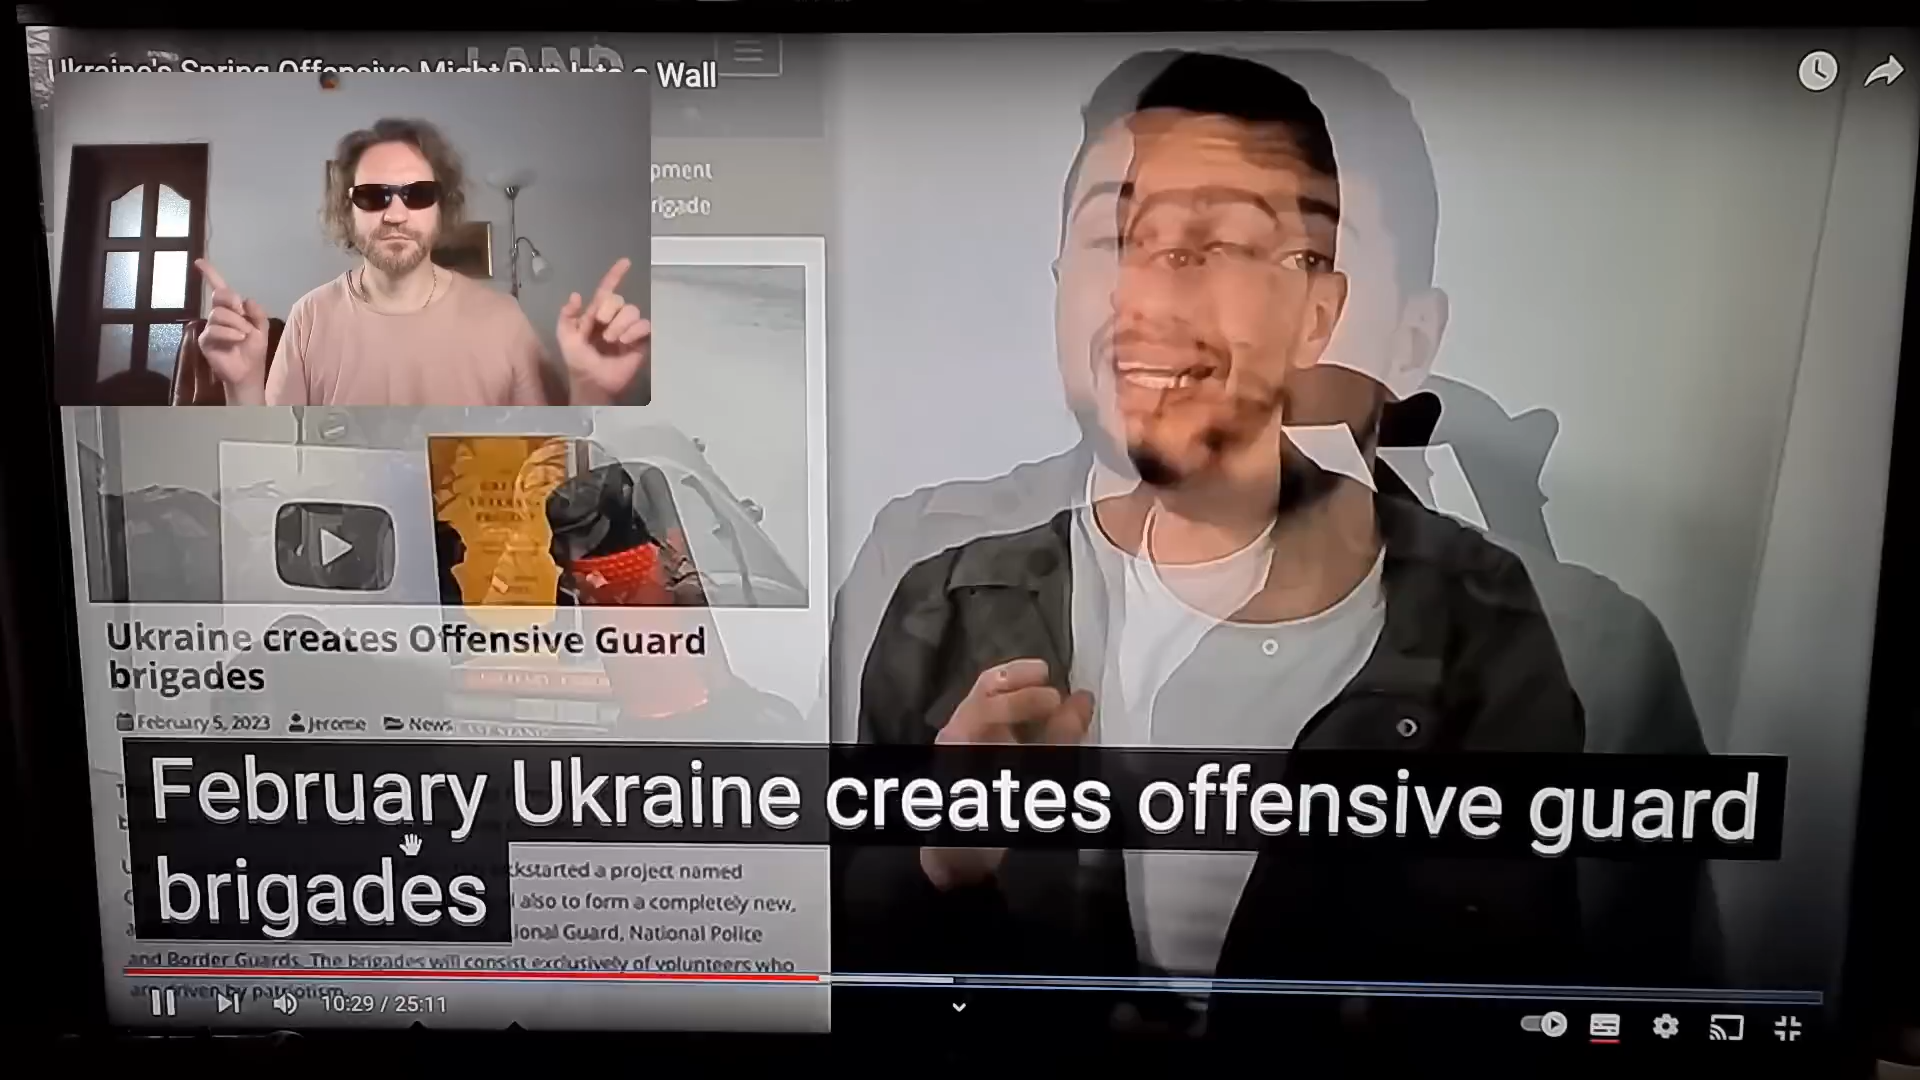 LAND
Ukraine's Spring Offensive Might Run Into a Wall
pment
rigade
Ukraine creates Offensive Guard
brigades
February 5, 2023 Jerome News
February Ukraine creates offensive guard
brigades
ckstarted a project named
also to form a completely new,
ional Guard, National Police
and Border Guards. The brigades will consist exclusively of volunteers who
are driven by patriotism.
10:29 / 25:11